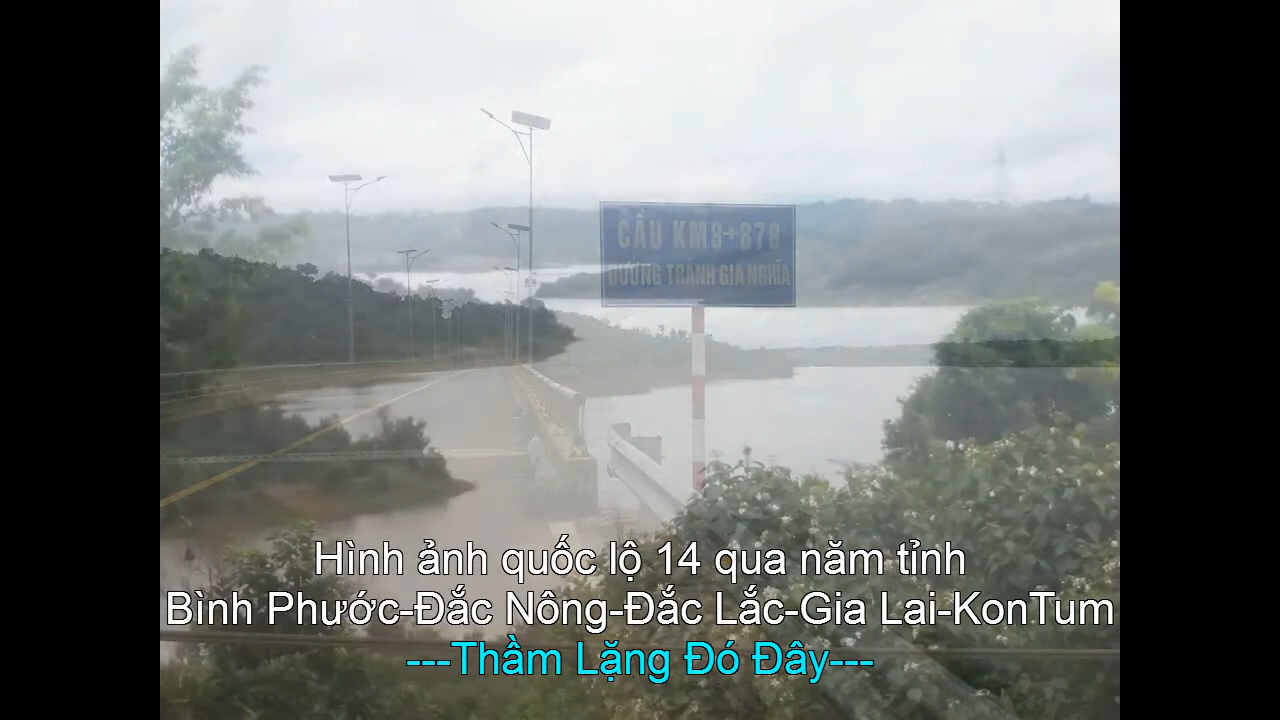 CẦU KM8+878
ĐƯỜNG TRÁNH GIA NGHĨA
Hình ảnh quốc lộ 14 qua năm tỉnh
Bình Phước-Đắc Nông-Đắc Lắc-Gia Lai-KonTum
---Thầm Lặng Đó Đây---